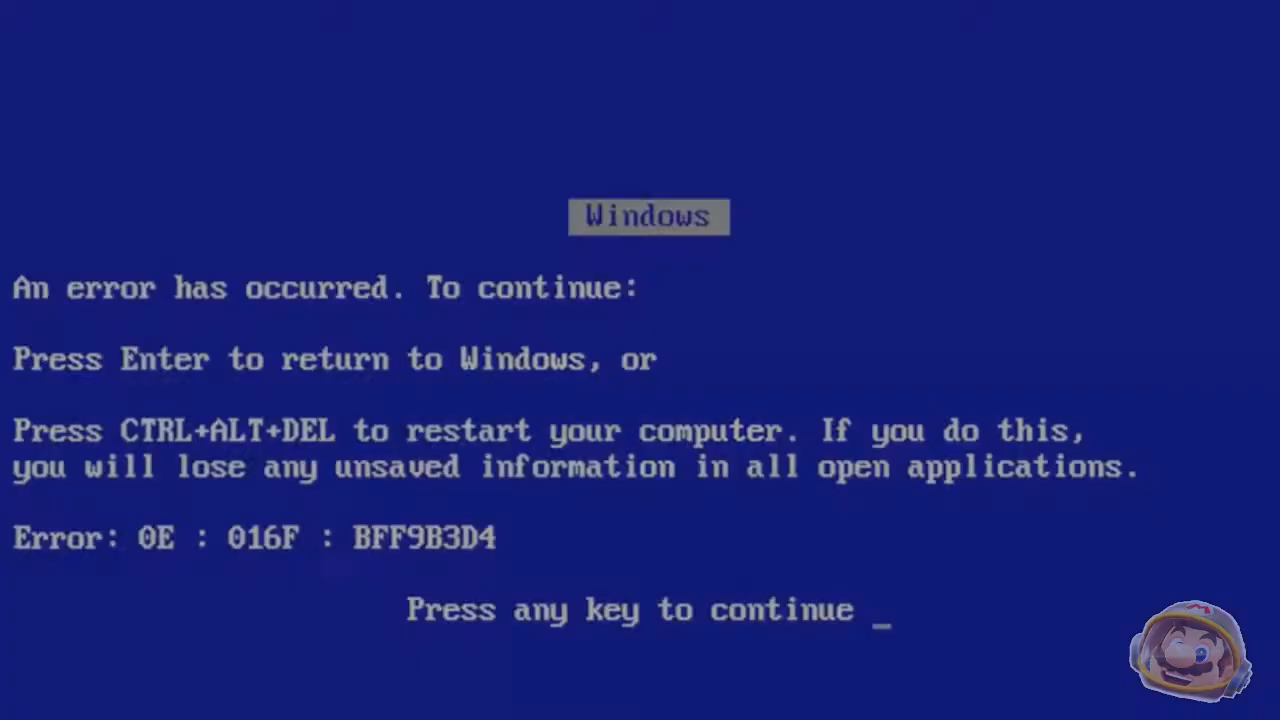 Windows
An error has occurred. To continue:
Press Enter to return to Windows, or
Press CTRL+ALT+DEL to restart your computer. If you do this,
you will lose any unsaved information in all open applications.
Error: 0E : 016F : BFF9B3D4
Press any key to continue _